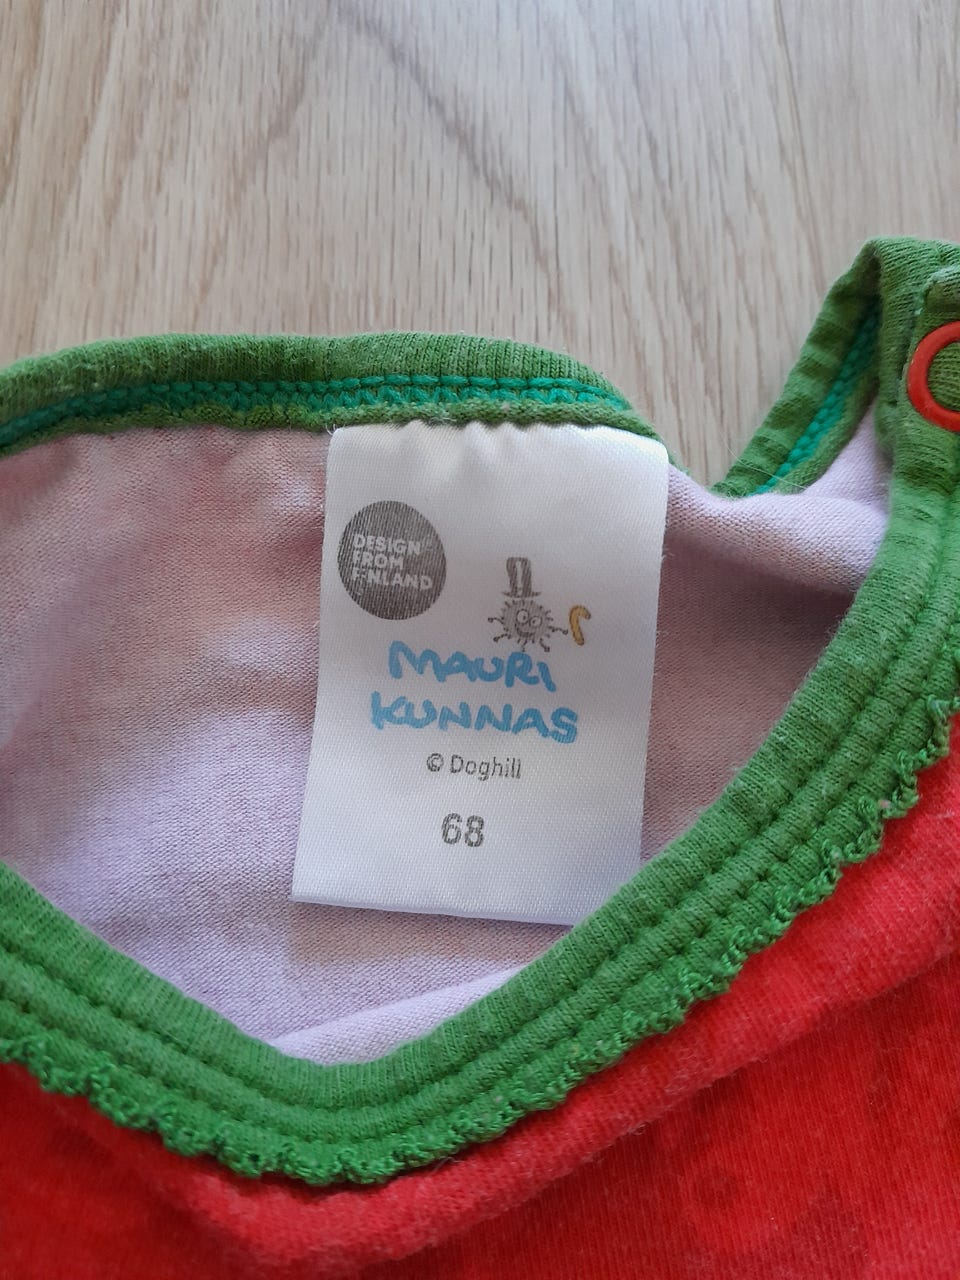 DESIGN
FROM
FINLAND
MAURI
KUNNAS
© Doghill
68